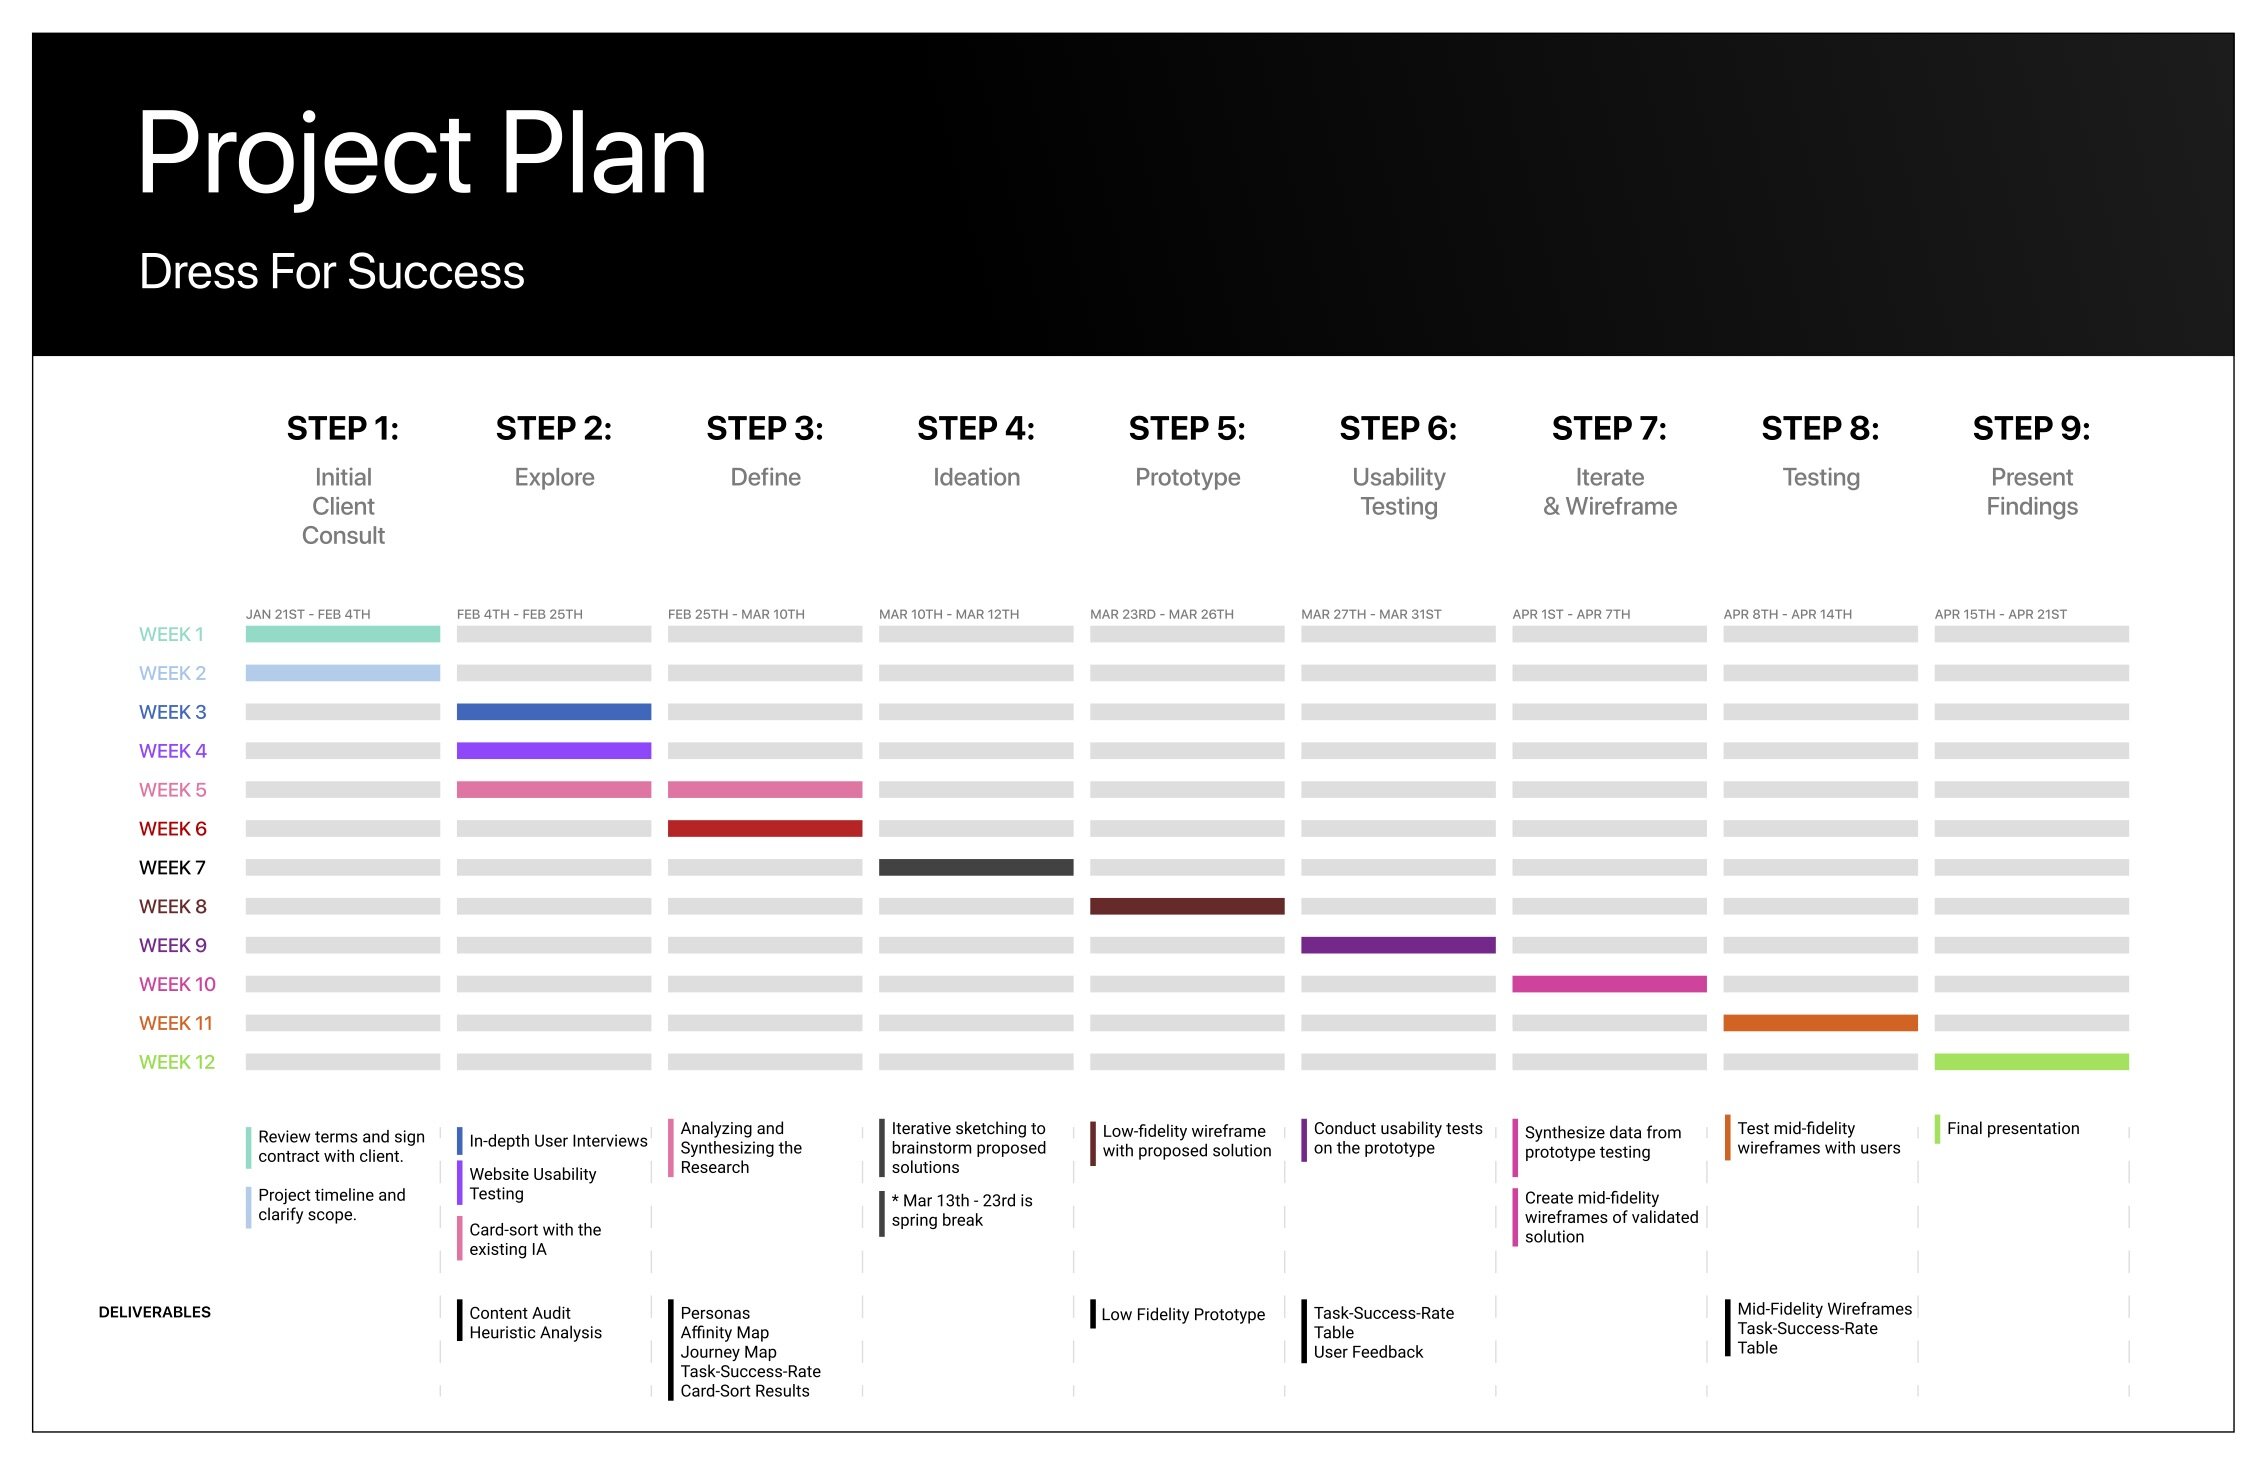 Project Plan
Dress For Success
STEP 1:
Initial
Client
Consult
STEP 2:
Explore
STEP 3:
Define
STEP 4:
Ideation
STEP 5:
Prototype
STEP 6:
Usability
Testing
STEP 7:
Iterate
& Wireframe
STEP 8:
Testing
STEP 9:
Present
Findings
JAN 21ST - FEB 4TH
FEB 4TH - FEB 25TH
FEB 25TH - MAR 10TH
MAR 10TH - MAR 12TH
MAR 23RD - MAR 26TH
MAR 27TH - MAR 31ST
APR 1ST - APR 7TH
APR 8TH - APR 14TH
APR 15TH - APR 21ST
WEEK 1
WEEK 2
WEEK 3
WEEK 4
WEEK 5
WEEK 6
WEEK 7
WEEK 8
WEEK 9
WEEK 10
WEEK 11
WEEK 12
Review terms and sign
contract with client.
Project timeline and
clarify scope.
In-depth User Interviews
Website Usability
Testing
Card-sort with the
existing IA
Analyzing and
Synthesizing the
Research
Iterative sketching to
brainstorm proposed
solutions
* Mar 13th - 23rd is
spring break
Low-fidelity wireframe
with proposed solution
Conduct usability tests
on the prototype
Synthesize data from
prototype testing
Create mid-fidelity
wireframes of validated
solution
Test mid-fidelity
wireframes with users
Final presentation
DELIVERABLES
Content Audit
Heuristic Analysis
Personas
Affinity Map
Journey Map
Task-Success-Rate
Card-Sort Results
Low Fidelity Prototype
Task-Success-Rate
Table
User Feedback
Mid-Fidelity Wireframes
Task-Success-Rate
Table